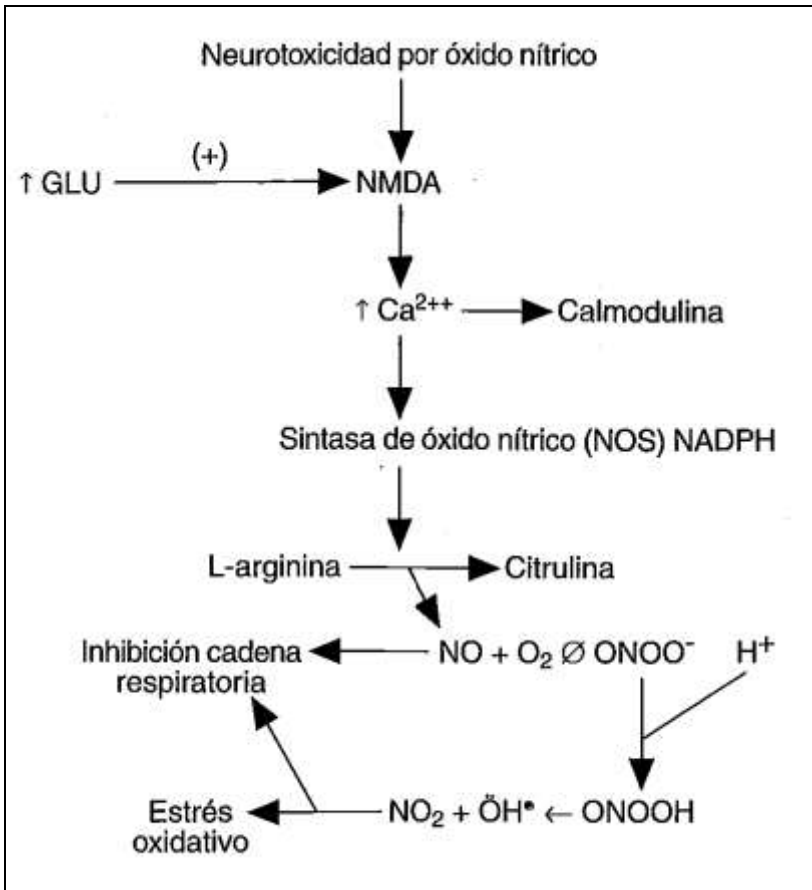 Neurotoxicidad por óxido nítrico
(+)
↑ GLU → NMDA
↑ Ca²⁺⁺ → Calmodulina
Sintasa de óxido nítrico (NOS) NADPH
L-arginina → Citrulina
Inhibición cadena ← NO + O₂ Ø ONOO⁻ H⁺
respiratoria
Estrés ← NO₂ + ÖH• ← ONOOH
oxidativo